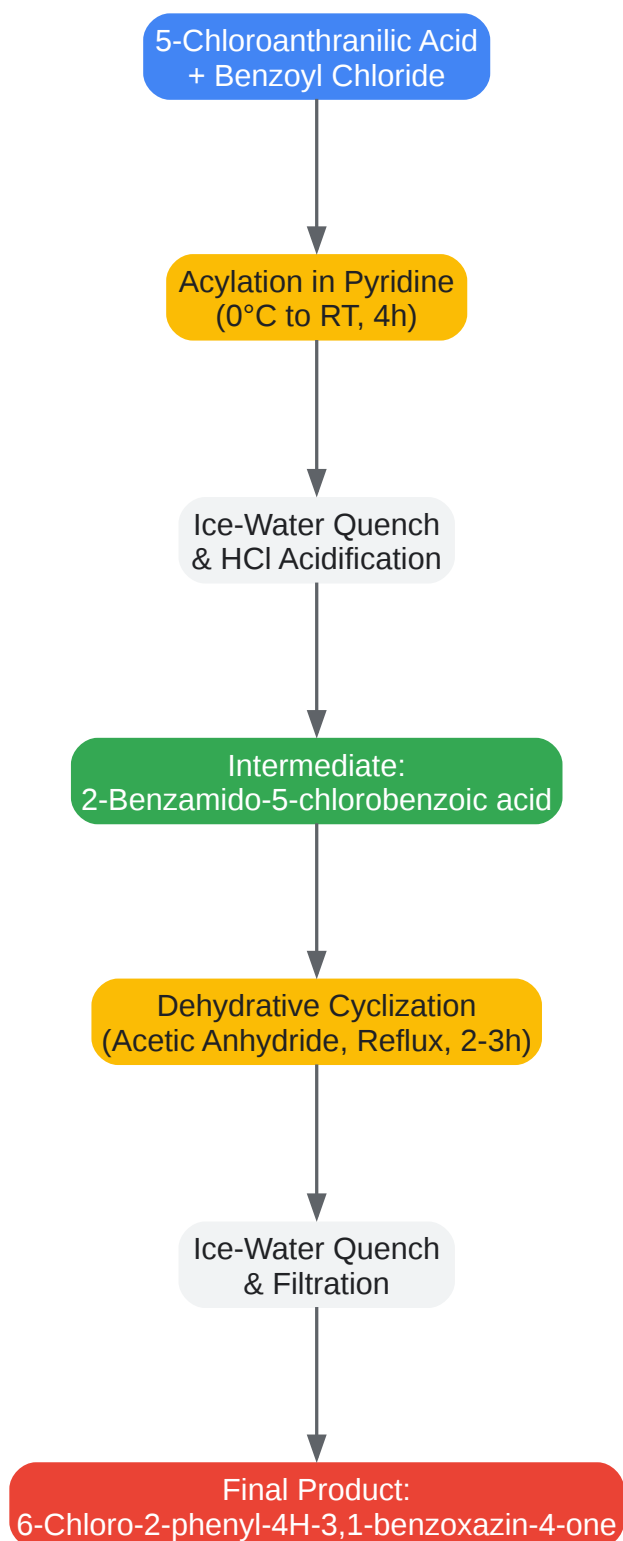 5-Chloroanthranilic Acid
+ Benzoyl Chloride
Acylation in Pyridine
(0°C to RT, 4h)
Ice-Water Quench
& HCl Acidification
Intermediate:
2-Benzamido-5-chlorobenzoic acid
Dehydrative Cyclization
(Acetic Anhydride, Reflux, 2-3h)
Ice-Water Quench
& Filtration
Final Product:
6-Chloro-2-phenyl-4H-3,1-benzoxazin-4-one